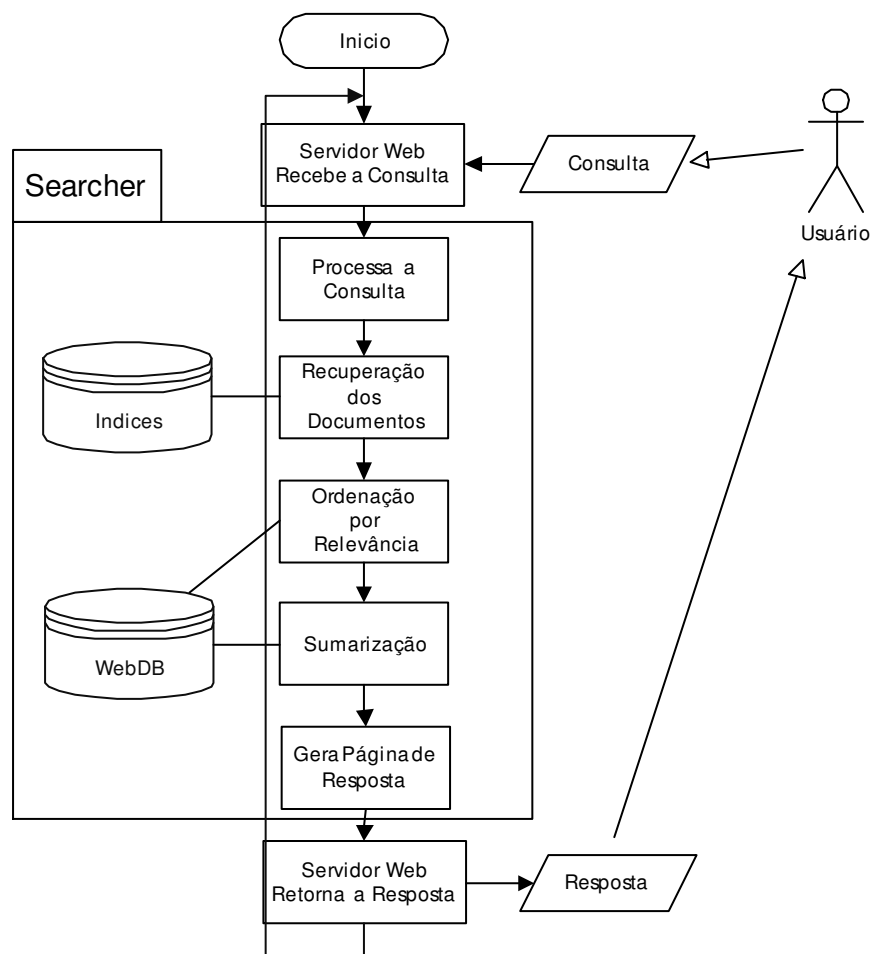 Inicio
Servidor Web
Recebe a Consulta
Consulta
Usuário
Searcher
Processa a
Consulta
Recuperação
dos
Documentos
Indices
Ordenação
por
Relevância
WebDB
Sumarização
Gera Página de
Resposta
Servidor Web
Retorna a Resposta
Resposta